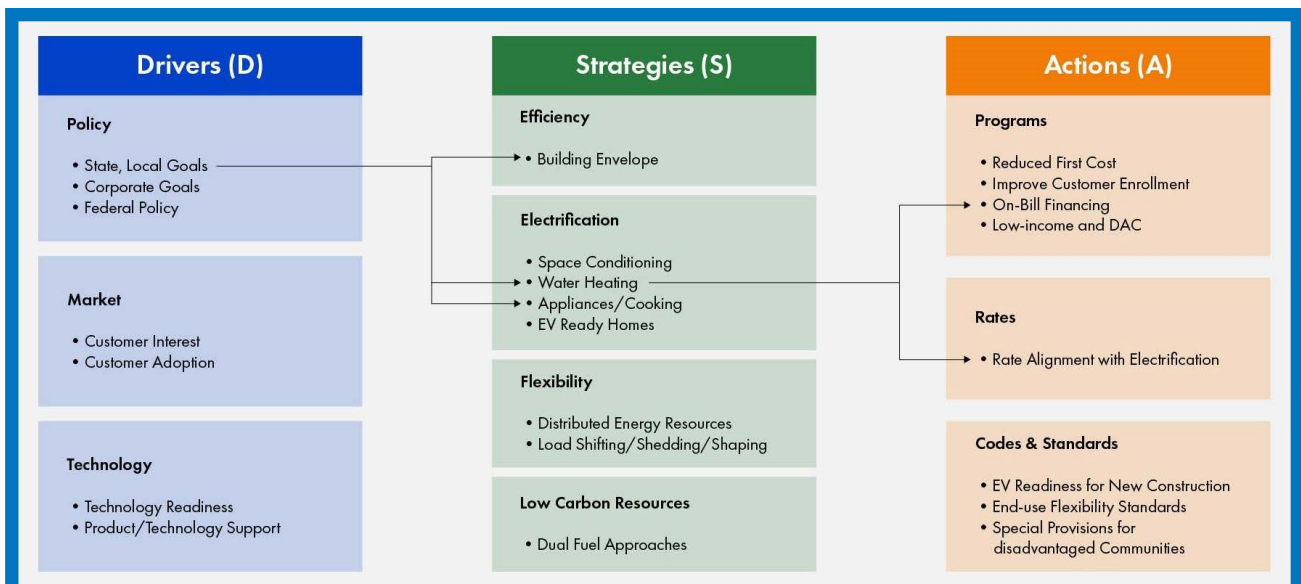 Drivers (D)
Policy
• State, Local Goals
• Corporate Goals
• Federal Policy
Market
• Customer Interest
• Customer Adoption
Technology
• Technology Readiness
• Product/Technology Support
Strategies (S)
Efficiency
• Building Envelope
Electrification
• Space Conditioning
• Water Heating
• Appliances/Cooking
• EV Ready Homes
Flexibility
• Distributed Energy Resources
• Load Shifting/Shedding/Shaping
Low Carbon Resources
• Dual Fuel Approaches
Actions (A)
Programs
• Reduced First Cost
• Improve Customer Enrollment
• On-Bill Financing
• Low-income and DAC
Rates
• Rate Alignment with Electrification
Codes & Standards
• EV Readiness for New Construction
• End-use Flexibility Standards
• Special Provisions for
disadvantaged Communities